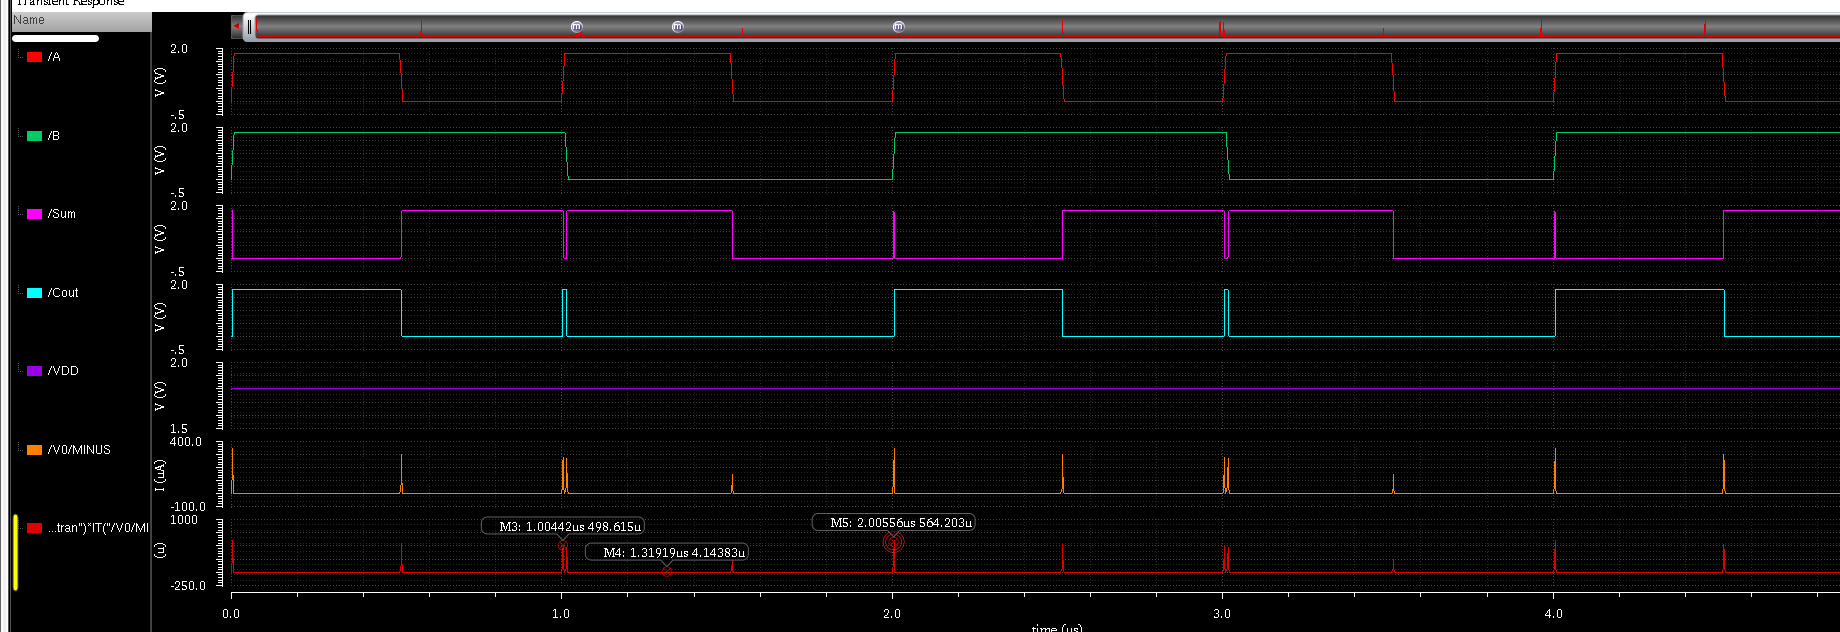 Transient Response
Name
/A
2.0
V (V)
-.5
/B
2.0
V (V)
-.5
/Sum
2.0
V (V)
-.5
/Cout
2.0
V (V)
-.5
/VDD
2.0
V (V)
1.5
/V0/MINUS
400.0
I (uA)
-100.0
...tran")*IT("/V0/MI
1000
(u)
-250.0
M3: 1.00442us 498.615u
M4: 1.31919us 4.14383u
M5: 2.00556us 564.203u
m
m
m
0.0
1.0
2.0
3.0
4.0
time (us)